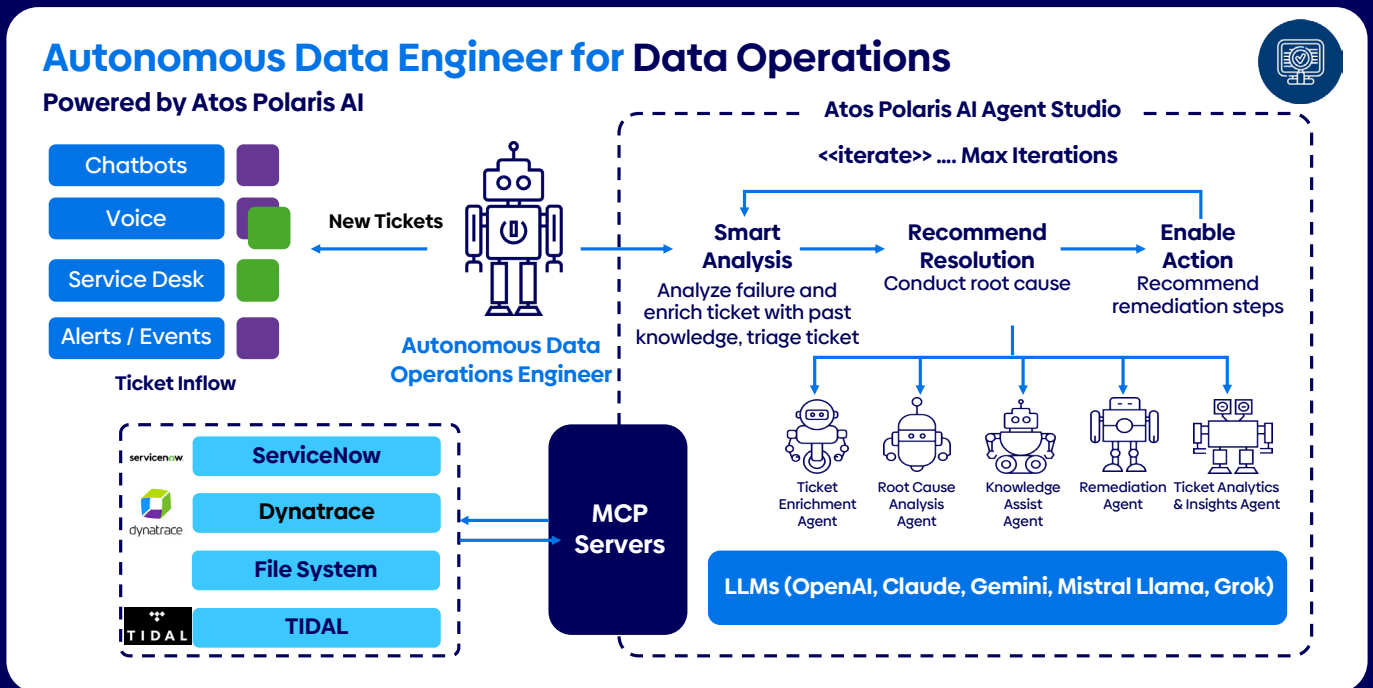 Autonomous Data Engineer for Data Operations
Powered by Atos Polaris AI
Chatbots
Voice
Service Desk
Alerts / Events
Ticket Inflow
New Tickets
Autonomous Data
Operations Engineer
Atos Polaris AI Agent Studio
<<iterate>> .... Max Iterations
Smart
Analysis
Analyze failure and
enrich ticket with past
knowledge, triage ticket
Recommend
Resolution
Conduct root cause
Enable
Action
Recommend
remediation steps
Ticket
Enrichment
Agent
Root Cause
Analysis
Agent
Knowledge
Assist
Agent
Remediation
Agent
Ticket Analytics
& Insights Agent
servicenow
ServiceNow
dynatrace
Dynatrace
File System
TIDAL
TIDAL
MCP
Servers
LLMs (OpenAI, Claude, Gemini, Mistral Llama, Grok)